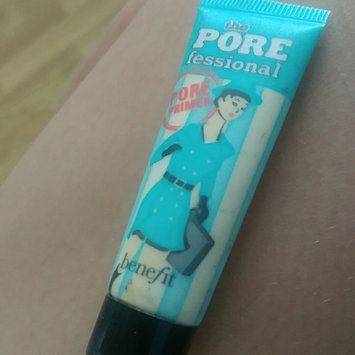 the
PORE
fessional
PORE
PRIMER
benefit